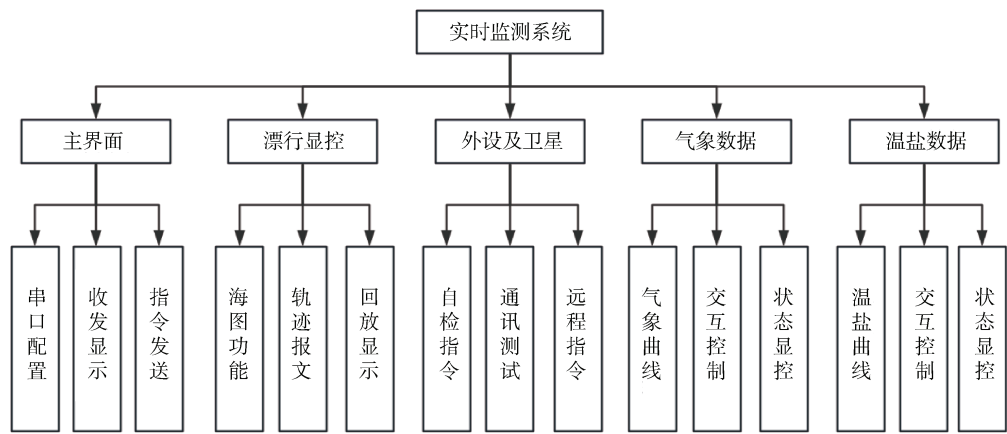 实时监测系统
主界面
漂行显控
外设及卫星
气象数据
温盐数据
串口配置
收发显示
指令发送
海图功能
轨迹报文
回放显示
自检指令
通讯测试
远程指令
气象曲线
交互控制
状态显控
温盐曲线
交互控制
状态显控